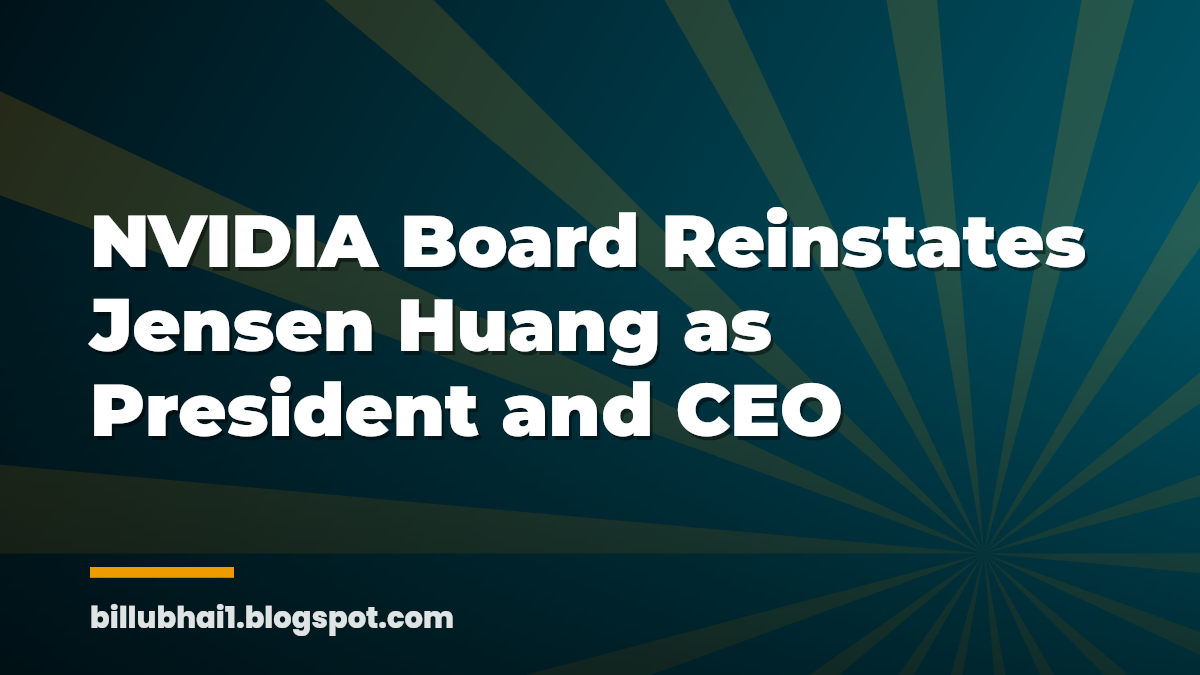 NVIDIA Board Reinstates
Jensen Huang as
President and CEO
billubhai1.blogspot.com